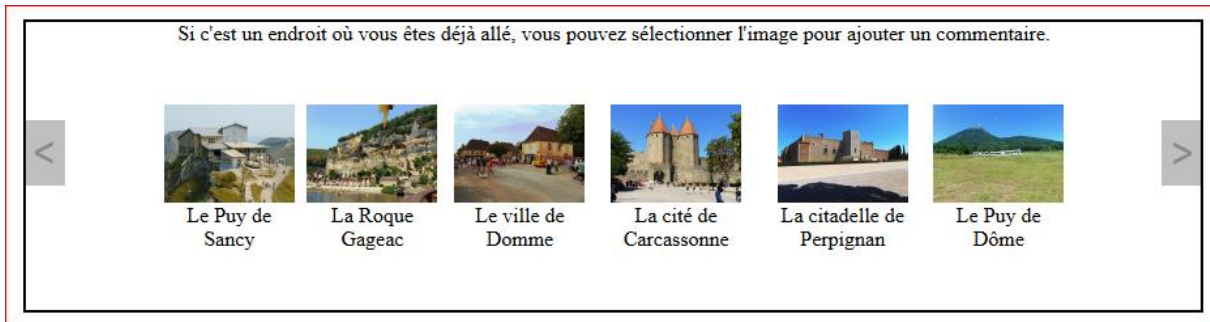 Si c'est un endroit où vous êtes déjà allé, vous pouvez sélectionner l'image pour ajouter un commentaire.
<
>
Le Puy de
Sancy
La Roque
Gageac
Le ville de
Domme
La cité de
Carcassonne
La citadelle de
Perpignan
Le Puy de
Dôme